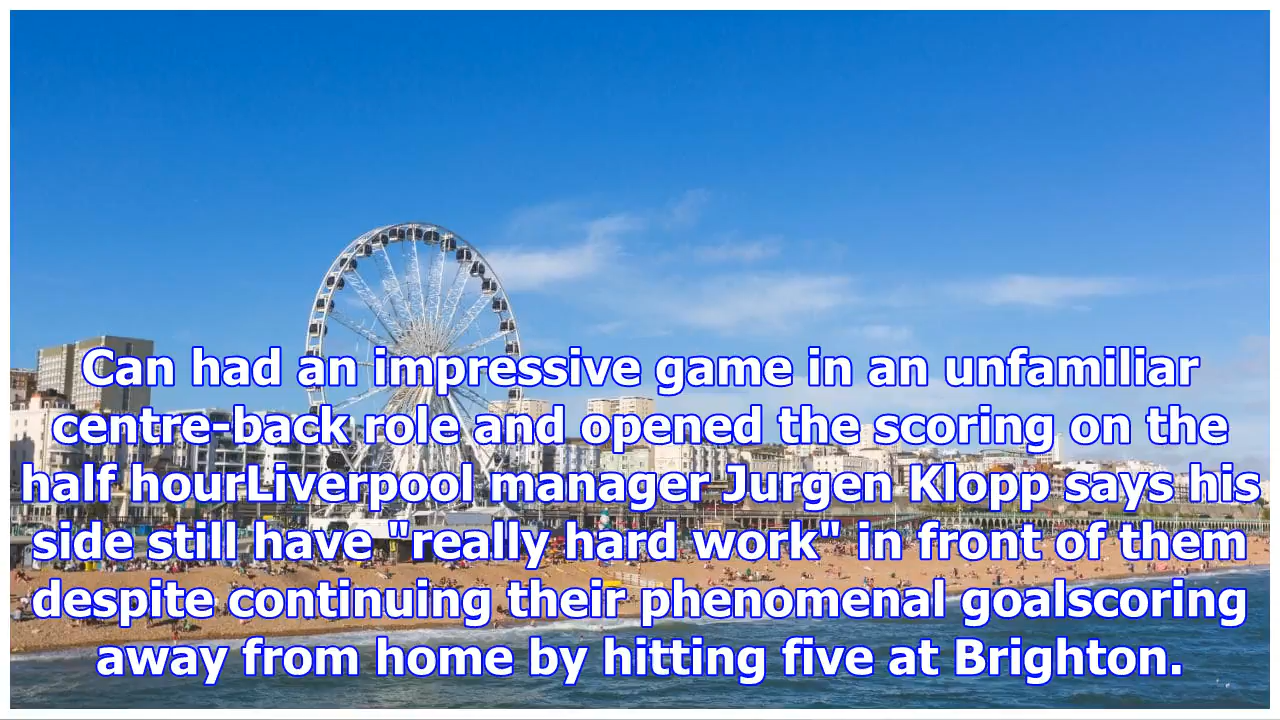 Can had an impressive game in an unfamiliar
centre-back role and opened the scoring on the
half hourLiverpool manager Jurgen Klopp says his
side still have "really hard work" in front of them
despite continuing their phenomenal goalscoring
away from home by hitting five at Brighton.